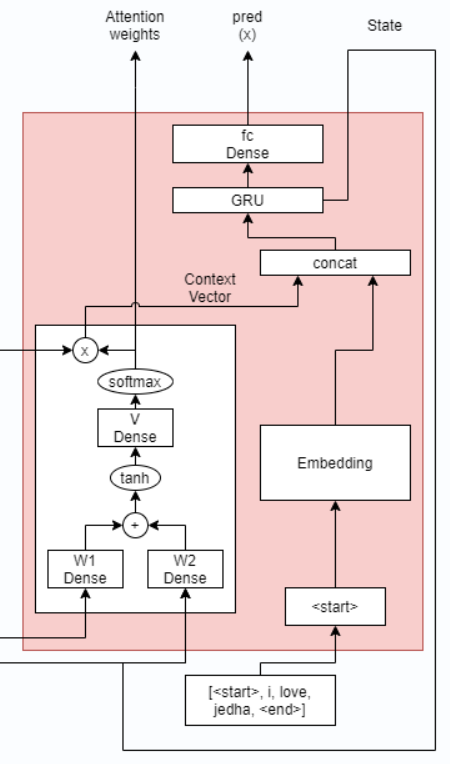 Attention
weights
pred
(x)
State
fc
Dense
GRU
concat
Context
Vector
x
softmax
V
Dense
tanh
Embedding
+
W1
Dense
W2
Dense
<start>
[<start>, i, love,
jedha, <end>]